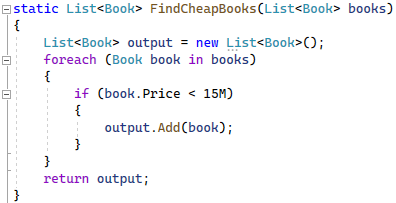 static List<Book> FindCheapBooks(List<Book> books)
{
    List<Book> output = new List<Book>();
    foreach (Book book in books)
    {
        if (book.Price < 15M)
        {
            output.Add(book);
        }
    }
    return output;
}